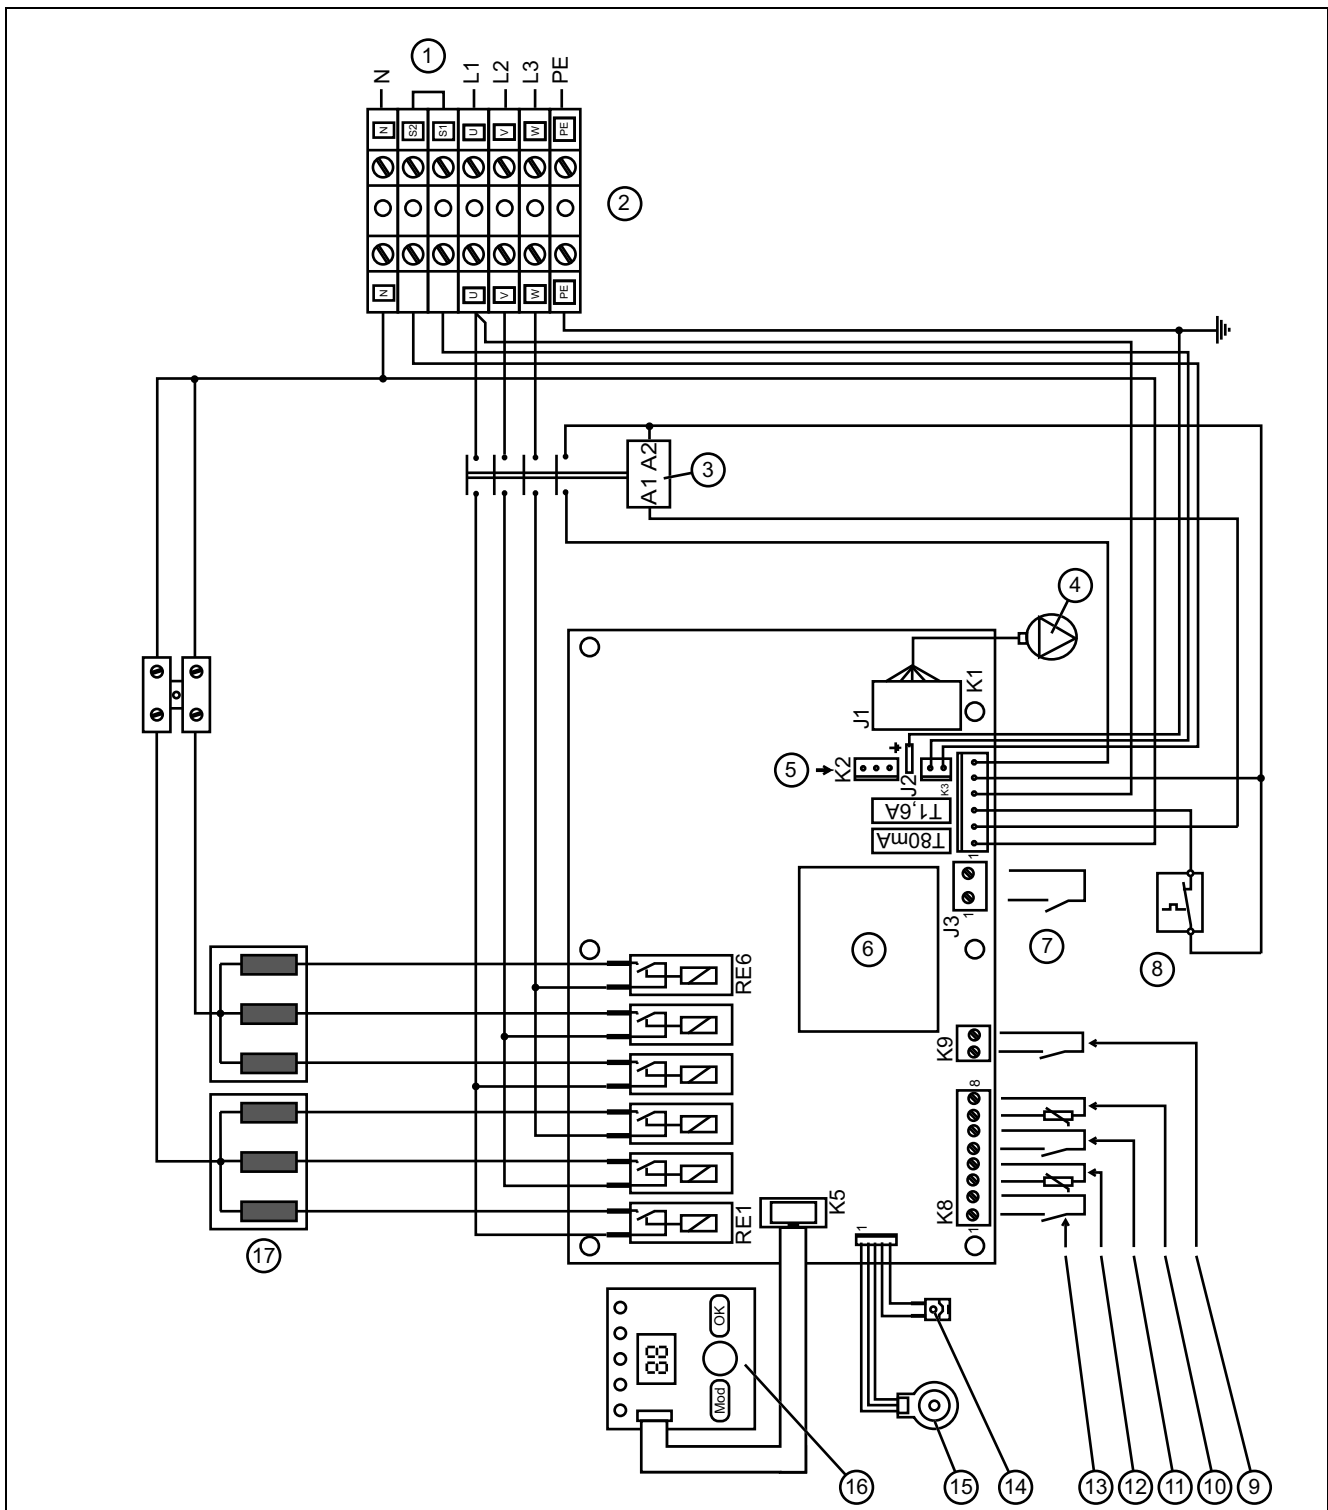 1
N L1 L2 L3 PE
N S2 S1 U V W PE
2
N U V W PE
A1 A2
3
4
J1 K1
5
K2
+
J2 K3
T1,6A
T80mA
1
J3 1
6
7
8
RE6
K9
8
K8 1
RE1
K5
1
17
88
OK
Mod
16 15 14 13 12 11 10 9